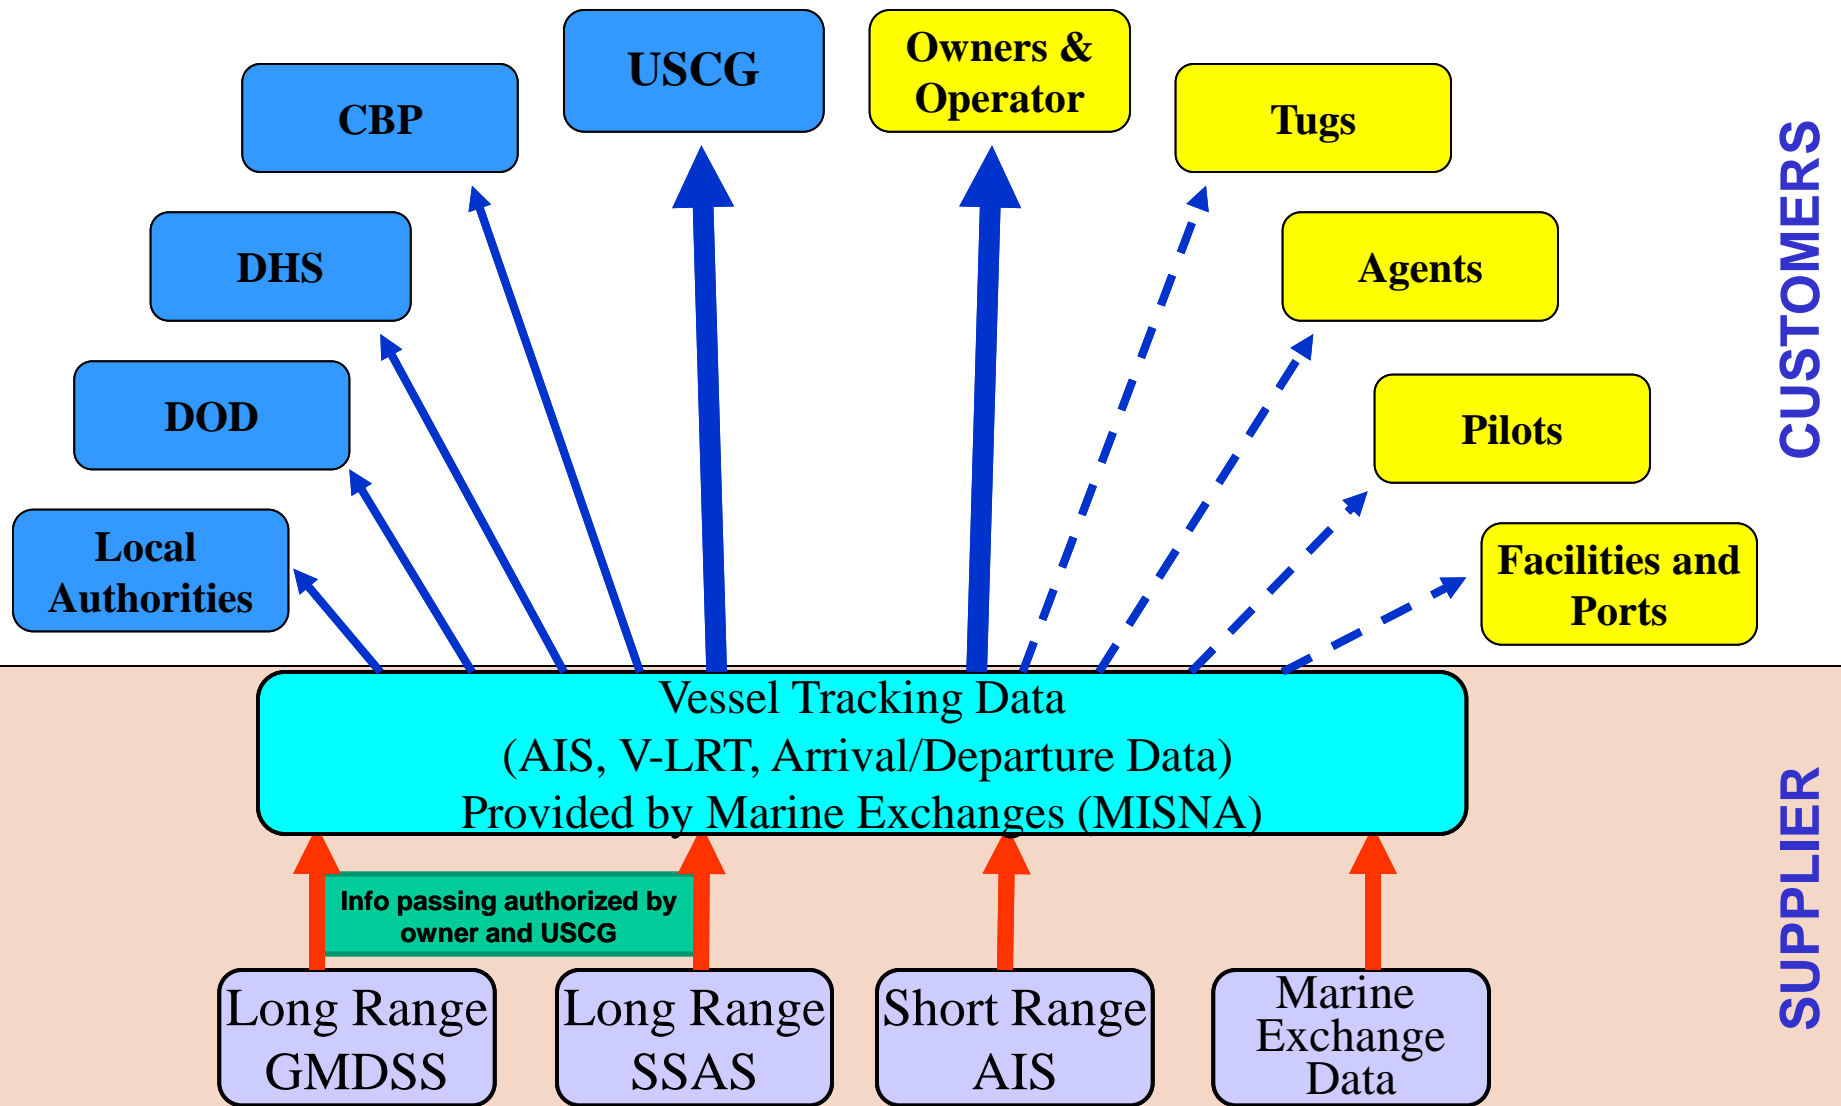 USCG
Owners &
Operator
CBP
Tugs
DHS
Agents
DOD
Pilots
Local
Authorities
Facilities and
Ports
CUSTOMERS
Vessel Tracking Data
(AIS, V-LRT, Arrival/Departure Data)
Provided by Marine Exchanges (MISNA)
Info passing authorized by
owner and USCG
Long Range
GMDSS
Long Range
SSAS
Short Range
AIS
Marine
Exchange
Data
SUPPLIER